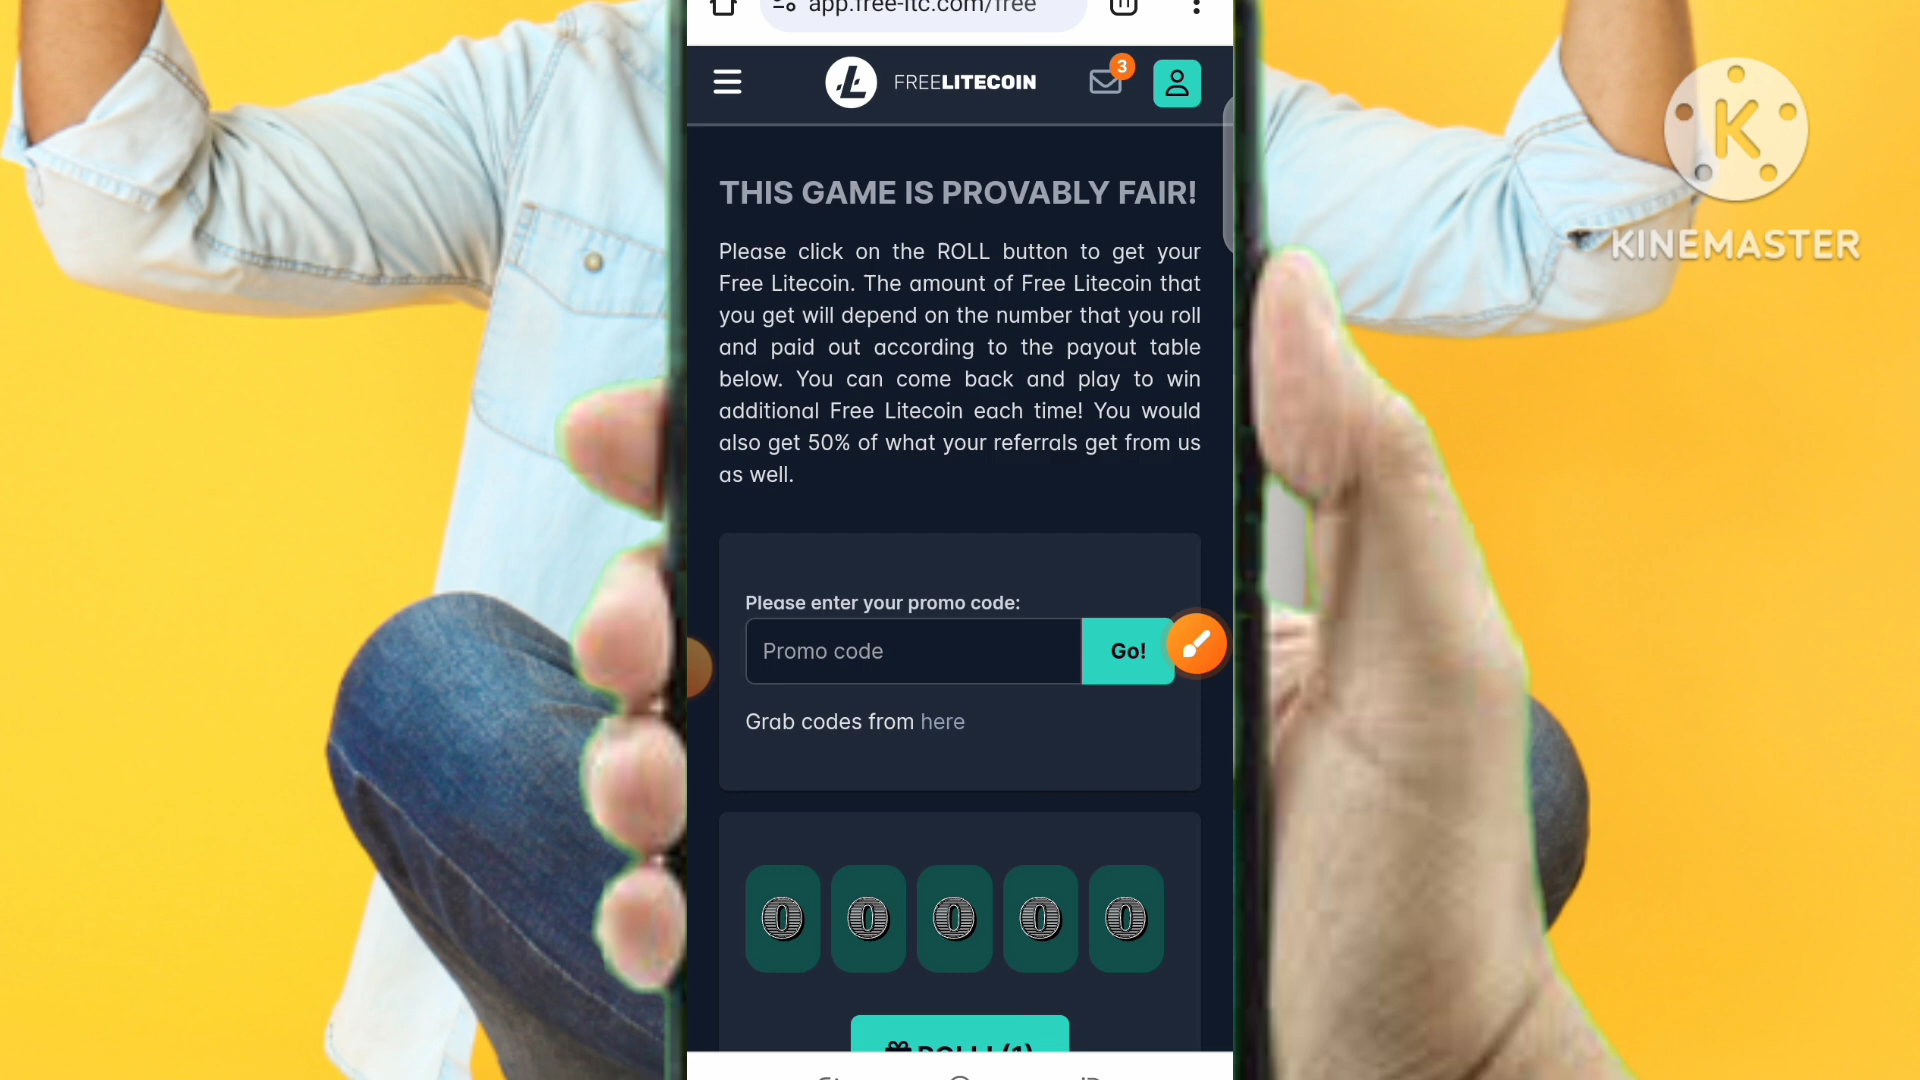 app.free-ltc.com/free
FREELITECOIN
3
THIS GAME IS PROVABLY FAIR!
Please click on the ROLL button to get your
Free Litecoin. The amount of Free Litecoin that
you get will depend on the number that you roll
and paid out according to the payout table
below. You can come back and play to win
additional Free Litecoin each time! You would
also get 50% of what your referrals get from us
as well.
Please enter your promo code:
Promo code
Go!
Grab codes from here
0 0 0 0 0
ROLL! (1)
K
KINEMASTER